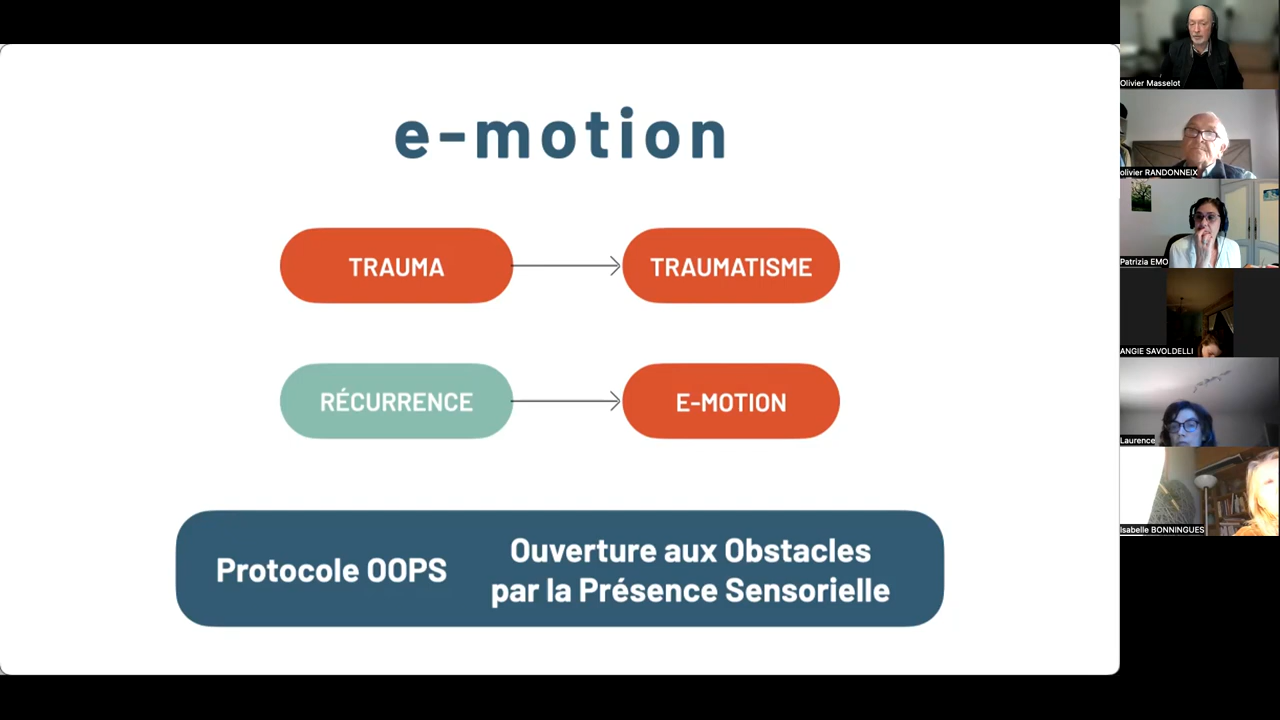 e-motion
TRAUMA
TRAUMATISME
RÉCURRENCE
E-MOTION
Protocole OOPS
Ouverture aux Obstacles
par la Présence Sensorielle
Olivier Masselot
olivier RANDONNEIX
Patrizia EMO
ANGIE SAVOLDELLI
Laurence
Isabelle BONNINGUES